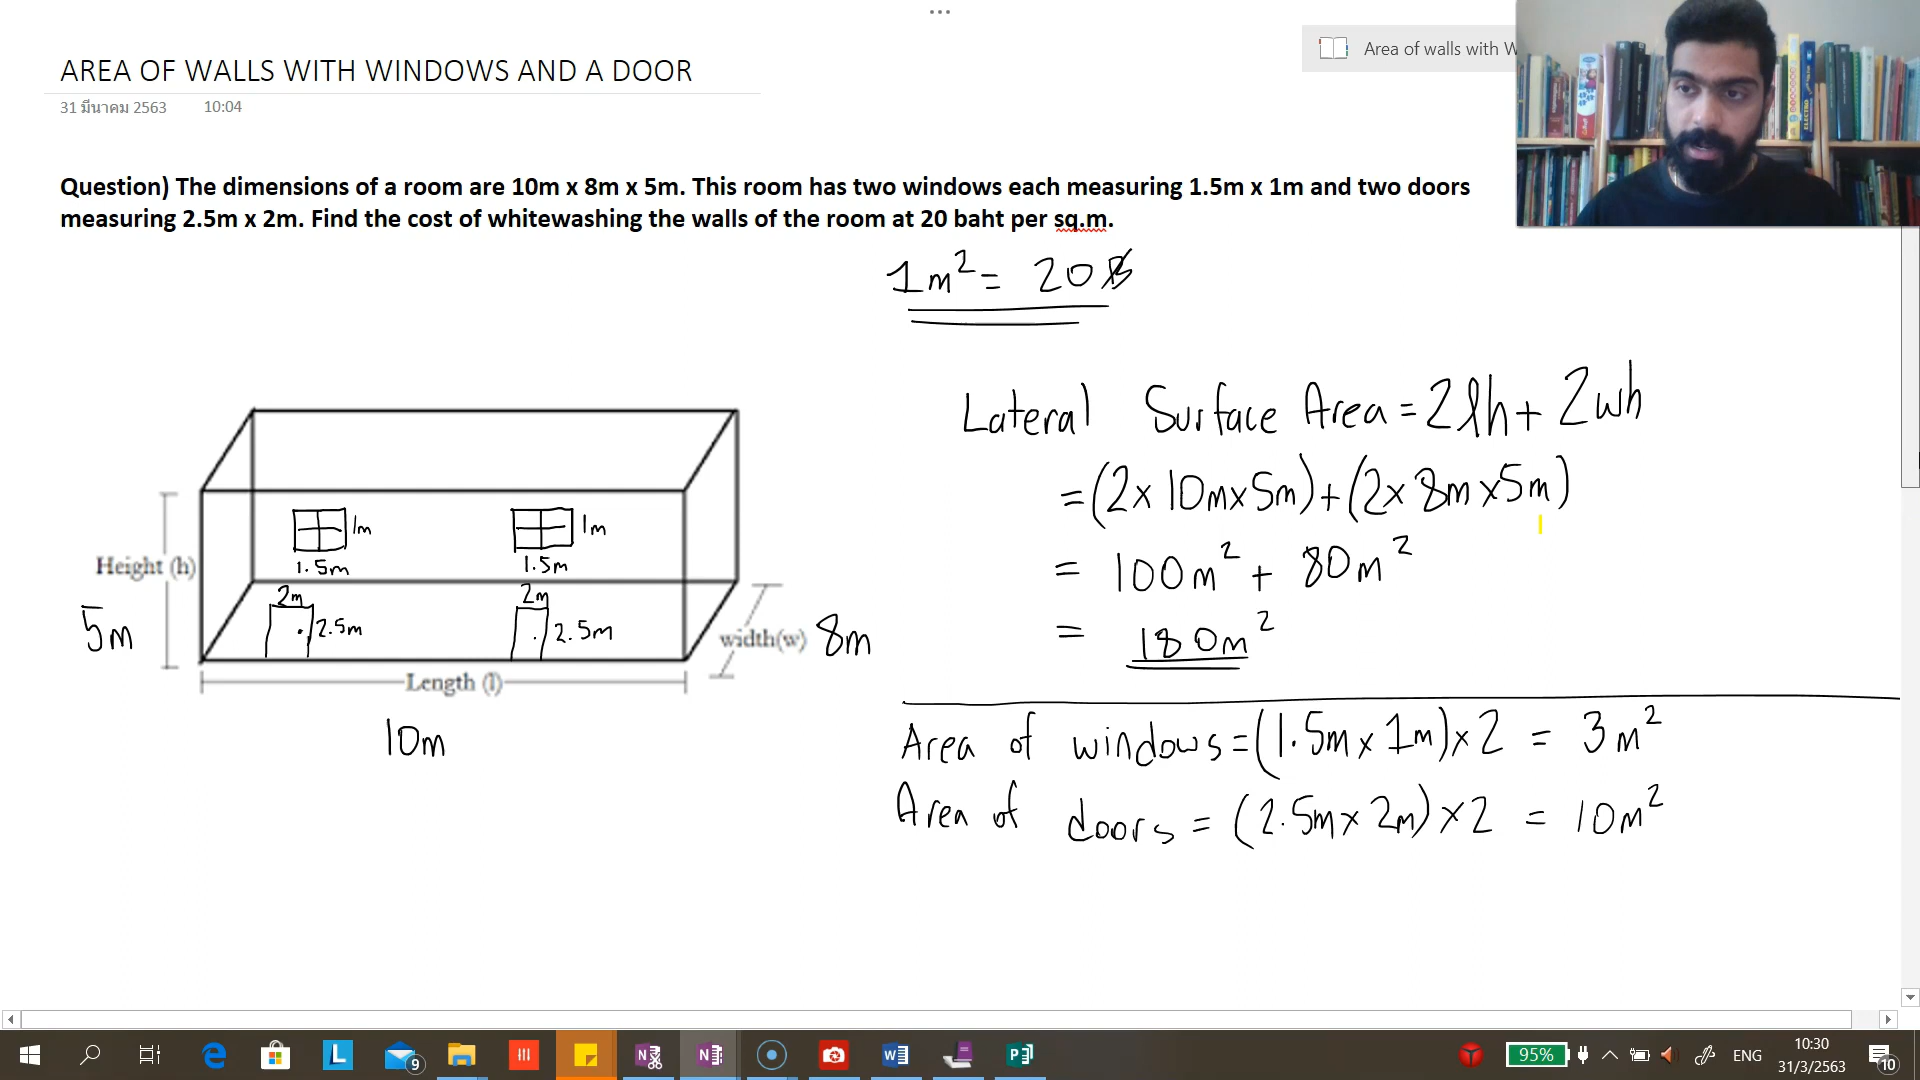 Area of walls with W
AREA OF WALLS WITH WINDOWS AND A DOOR
31 มีนาคม 2563 10:04
Question) The dimensions of a room are 10m x 8m x 5m. This room has two windows each measuring 1.5m x 1m and two doors
measuring 2.5m x 2m. Find the cost of whitewashing the walls of the room at 20 baht per sq.m.
1m² = 20฿
Lateral Surface Area = 2lh + 2wh
= (2 x 10m x 5m) + (2 x 8m x 5m)
= 100m² + 80m²
= 180m²
1m
1m
1.5m
1.5m
Height (h)
5m
2m
2m
2.5m
2.5m
width(w) 8m
Length (l)
10m
Area of windows = (1.5m x 1m) x 2 = 3m²
Area of doors = (2.5m x 2m) x 2 = 10m²
95% ENG
10:30
31/3/2563
9
10